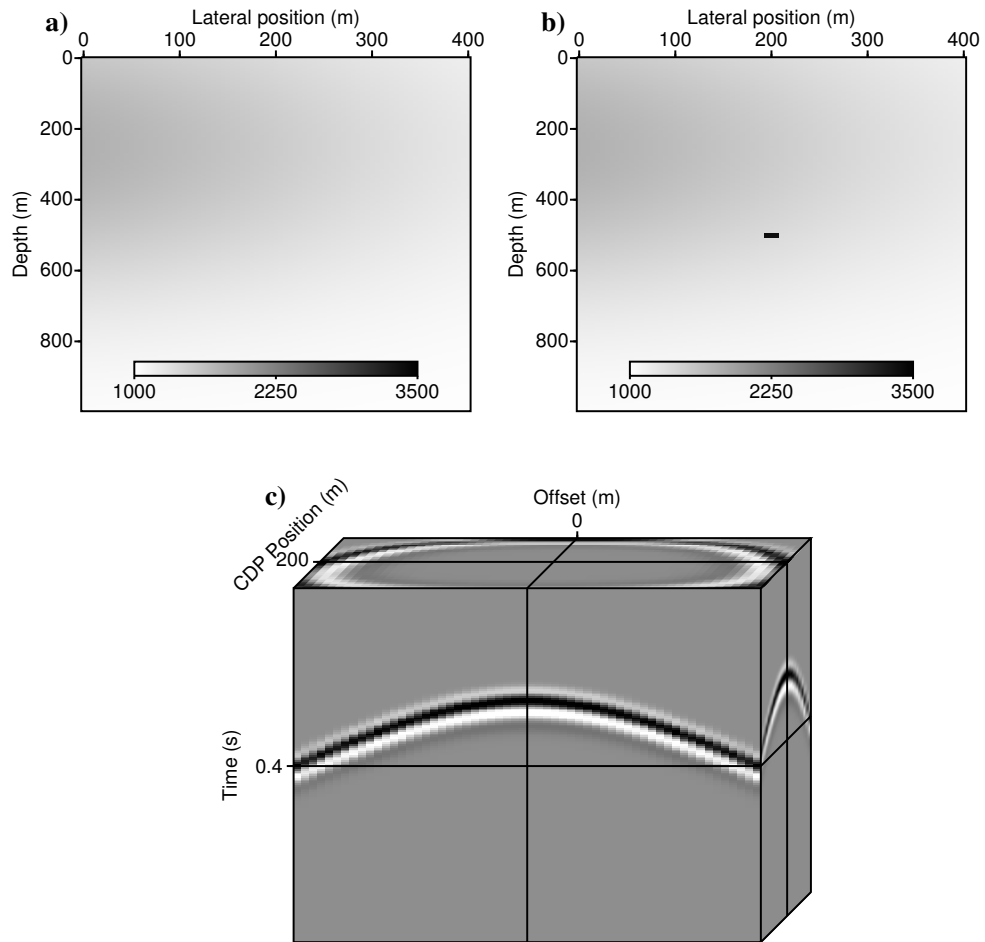 a)
Lateral position (m)
0 100 200 300 400
0
200
400
600
800
Depth (m)
1000 2250 3500
b)
Lateral position (m)
0 100 200 300 400
0
200
400
600
800
Depth (m)
1000 2250 3500
c)
Offset (m)
0
CDP Position (m)
200
Time (s)
0.4